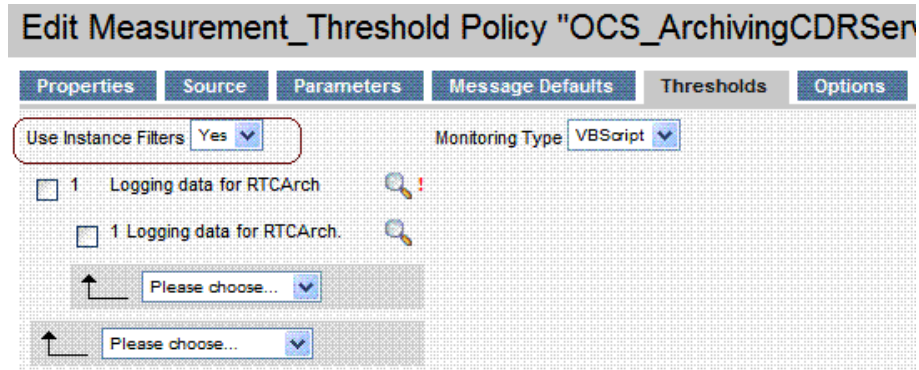 Edit Measurement_Threshold Policy "OCS_ArchivingCDRSer
Properties Source Parameters Message Defaults Thresholds Options
Use Instance Filters Yes Monitoring Type VBScript
1 Logging data for RTCArch !
1 Logging data for RTCArch.
Please choose...
Please choose...